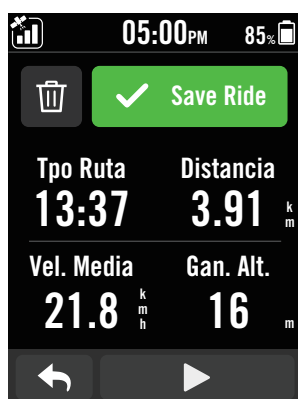 05:00PM 85%
Save Ride
Tpo Ruta Distancia
13:37 3.91 km
Vel. Media Gan. Alt.
21.8 kmh 16 m